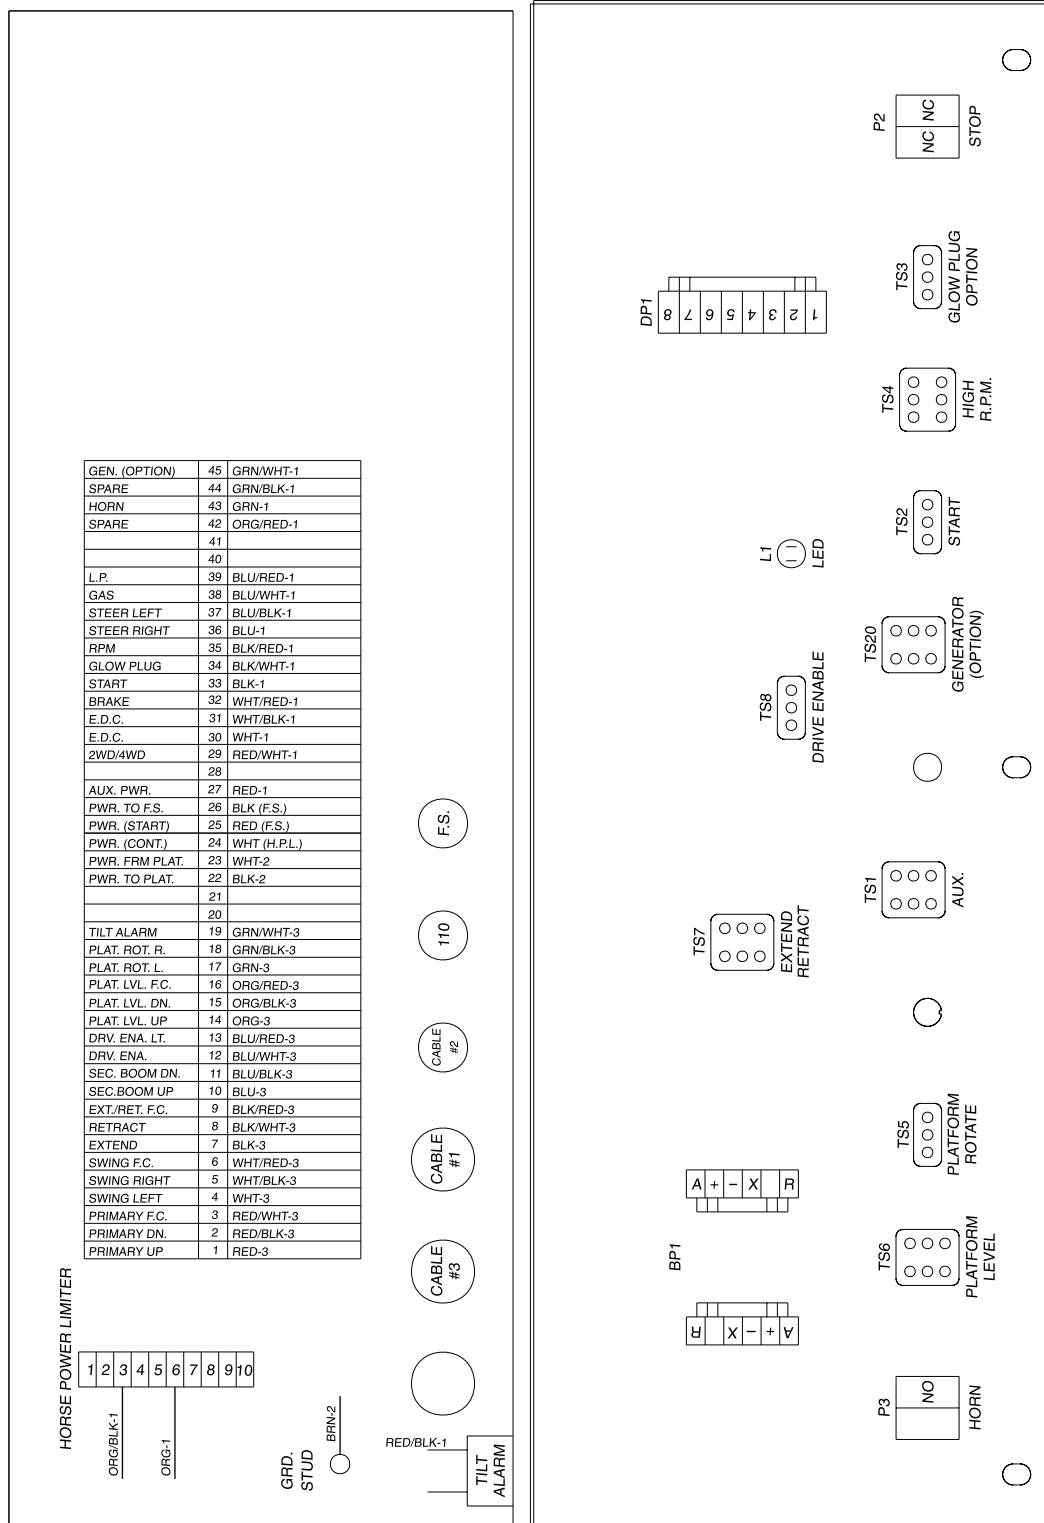 GEN. (OPTION) 45 GRN/WHT-1
SPARE 44 GRN/BLK-1
HORN 43 GRN-1
SPARE 42 ORG/RED-1
41
40
L.P. 39 BLU/RED-1
GAS 38 BLU/WHT-1
STEER LEFT 37 BLU/BLK-1
STEER RIGHT 36 BLU-1
RPM 35 BLK/RED-1
GLOW PLUG 34 BLK/WHT-1
START 33 BLK-1
BRAKE 32 WHT/RED-1
E.D.C. 31 WHT/BLK-1
E.D.C. 30 WHT-1
2WD/4WD 29 RED/WHT-1
28
AUX. PWR. 27 RED-1
PWR. TO F.S. 26 BLK (F.S.)
PWR. (START) 25 RED (F.S.)
PWR. (CONT.) 24 WHT (H.P.L.)
PWR. FRM PLAT. 23 WHT-2
PWR. TO PLAT. 22 BLK-2
21
20
TILT ALARM 19 GRN/WHT-3
PLAT. ROT. R. 18 GRN/BLK-3
PLAT. ROT. L. 17 GRN-3
PLAT. LVL. F.C. 16 ORG/RED-3
PLAT. LVL. DN. 15 ORG/BLK-3
PLAT. LVL. UP 14 ORG-3
DRV. ENA. LT. 13 BLU/RED-3
DRV. ENA. 12 BLU/WHT-3
SEC. BOOM DN. 11 BLU/BLK-3
SEC.BOOM UP 10 BLU-3
EXT./RET. F.C. 9 BLK/RED-3
RETRACT 8 BLK/WHT-3
EXTEND 7 BLK-3
SWING F.C. 6 WHT/RED-3
SWING RIGHT 5 WHT/BLK-3
SWING LEFT 4 WHT-3
PRIMARY F.C. 3 RED/WHT-3
PRIMARY DN. 2 RED/BLK-3
PRIMARY UP 1 RED-3
HORSE POWER LIMITER
1 2 3 4 5 6 7 8 9 10
ORG/BLK-1
ORG-1
GRD.
STUD
BRN-2
F.S.
110
CABLE
#2
CABLE
#1
CABLE
#3
RED/BLK-1
TILT
ALARM
P2
NC NC
STOP
TS3
GLOW PLUG
OPTION
DP1
8 7 6 5 4 3 2 1
TS4
HIGH
R.P.M.
TS2
START
L1
LED
TS20
GENERATOR
(OPTION)
TS8
DRIVE ENABLE
TS1
AUX.
TS7
EXTEND
RETRACT
TS5
PLATFORM
ROTATE
A + − X R
BP1
TS6
PLATFORM
LEVEL
R X − + A
P3
NO
HORN